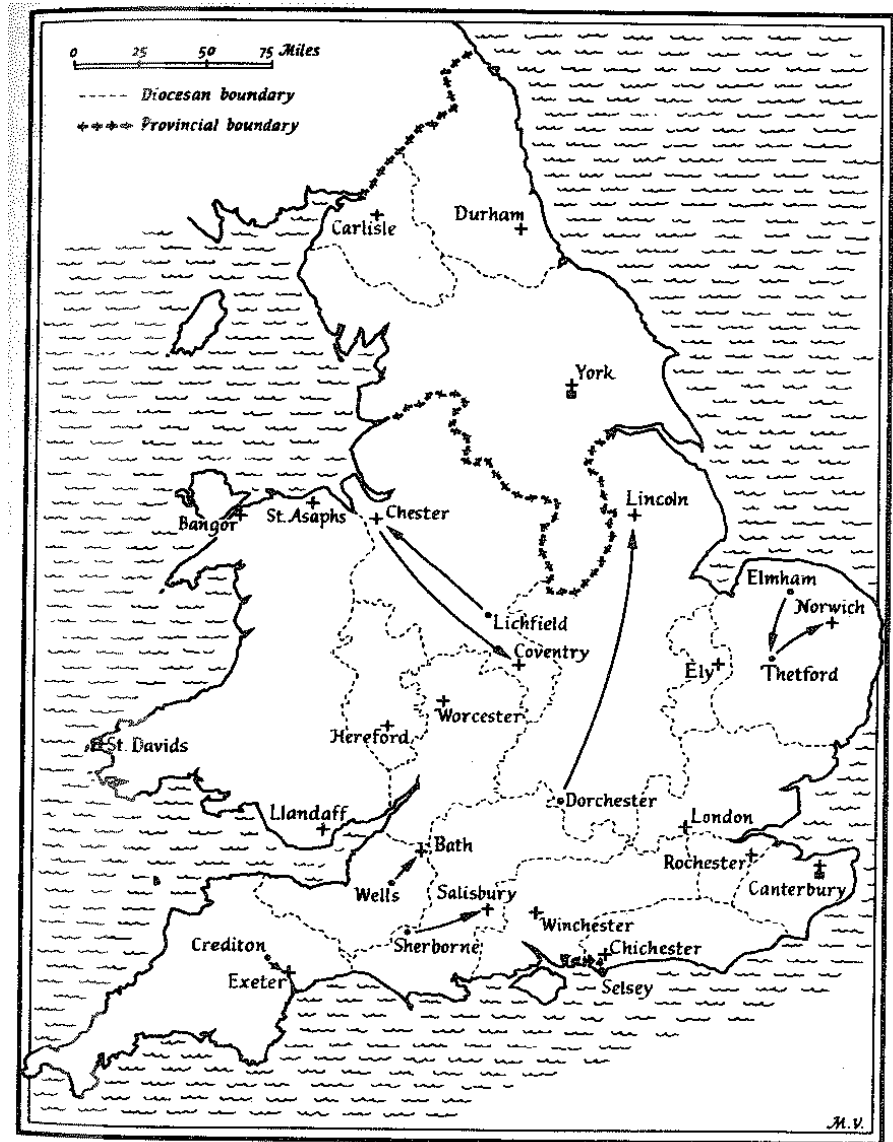 0 25 50 75 Miles
Diocesan boundary
Provincial boundary
Carlisle
Durham
York
Bangor
St. Asaphs
Chester
Lincoln
Elmham
Norwich
Lichfield
Coventry
Ely
Thetford
Worcester
Hereford
St. Davids
Dorchester
Llandaff
London
Bath
Rochester
Wells
Salisbury
Canterbury
Winchester
Sherborne
Crediton
Chichester
Exeter
Selsey
M.V.